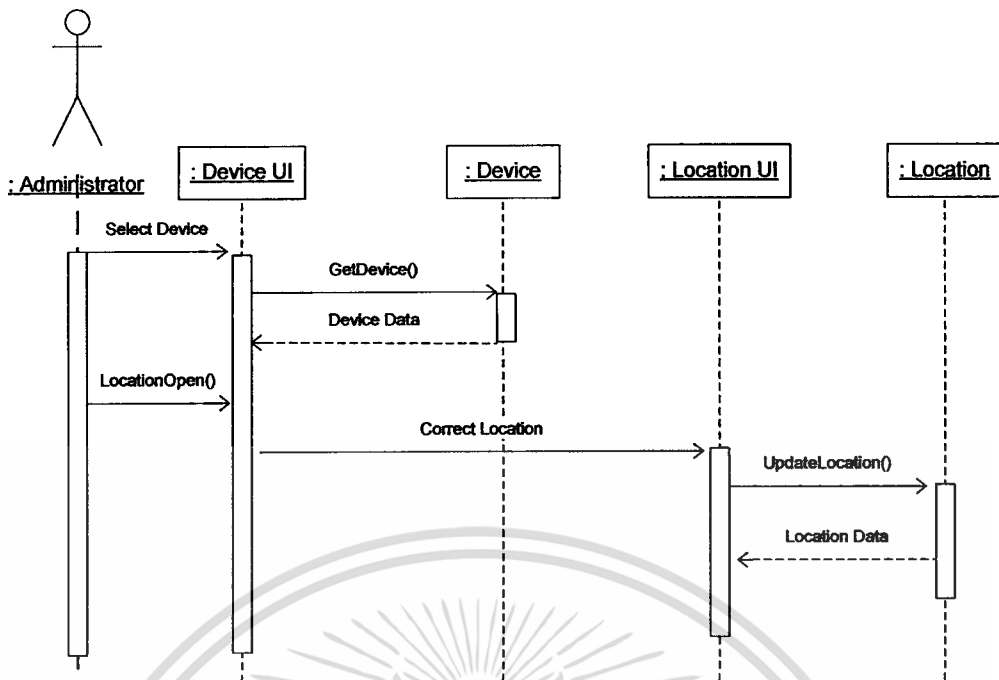 : Administrator
: Device UI
: Device
: Location UI
: Location
Select Device
GetDevice()
Device Data
LocationOpen()
Correct Location
UpdateLocation()
Location Data